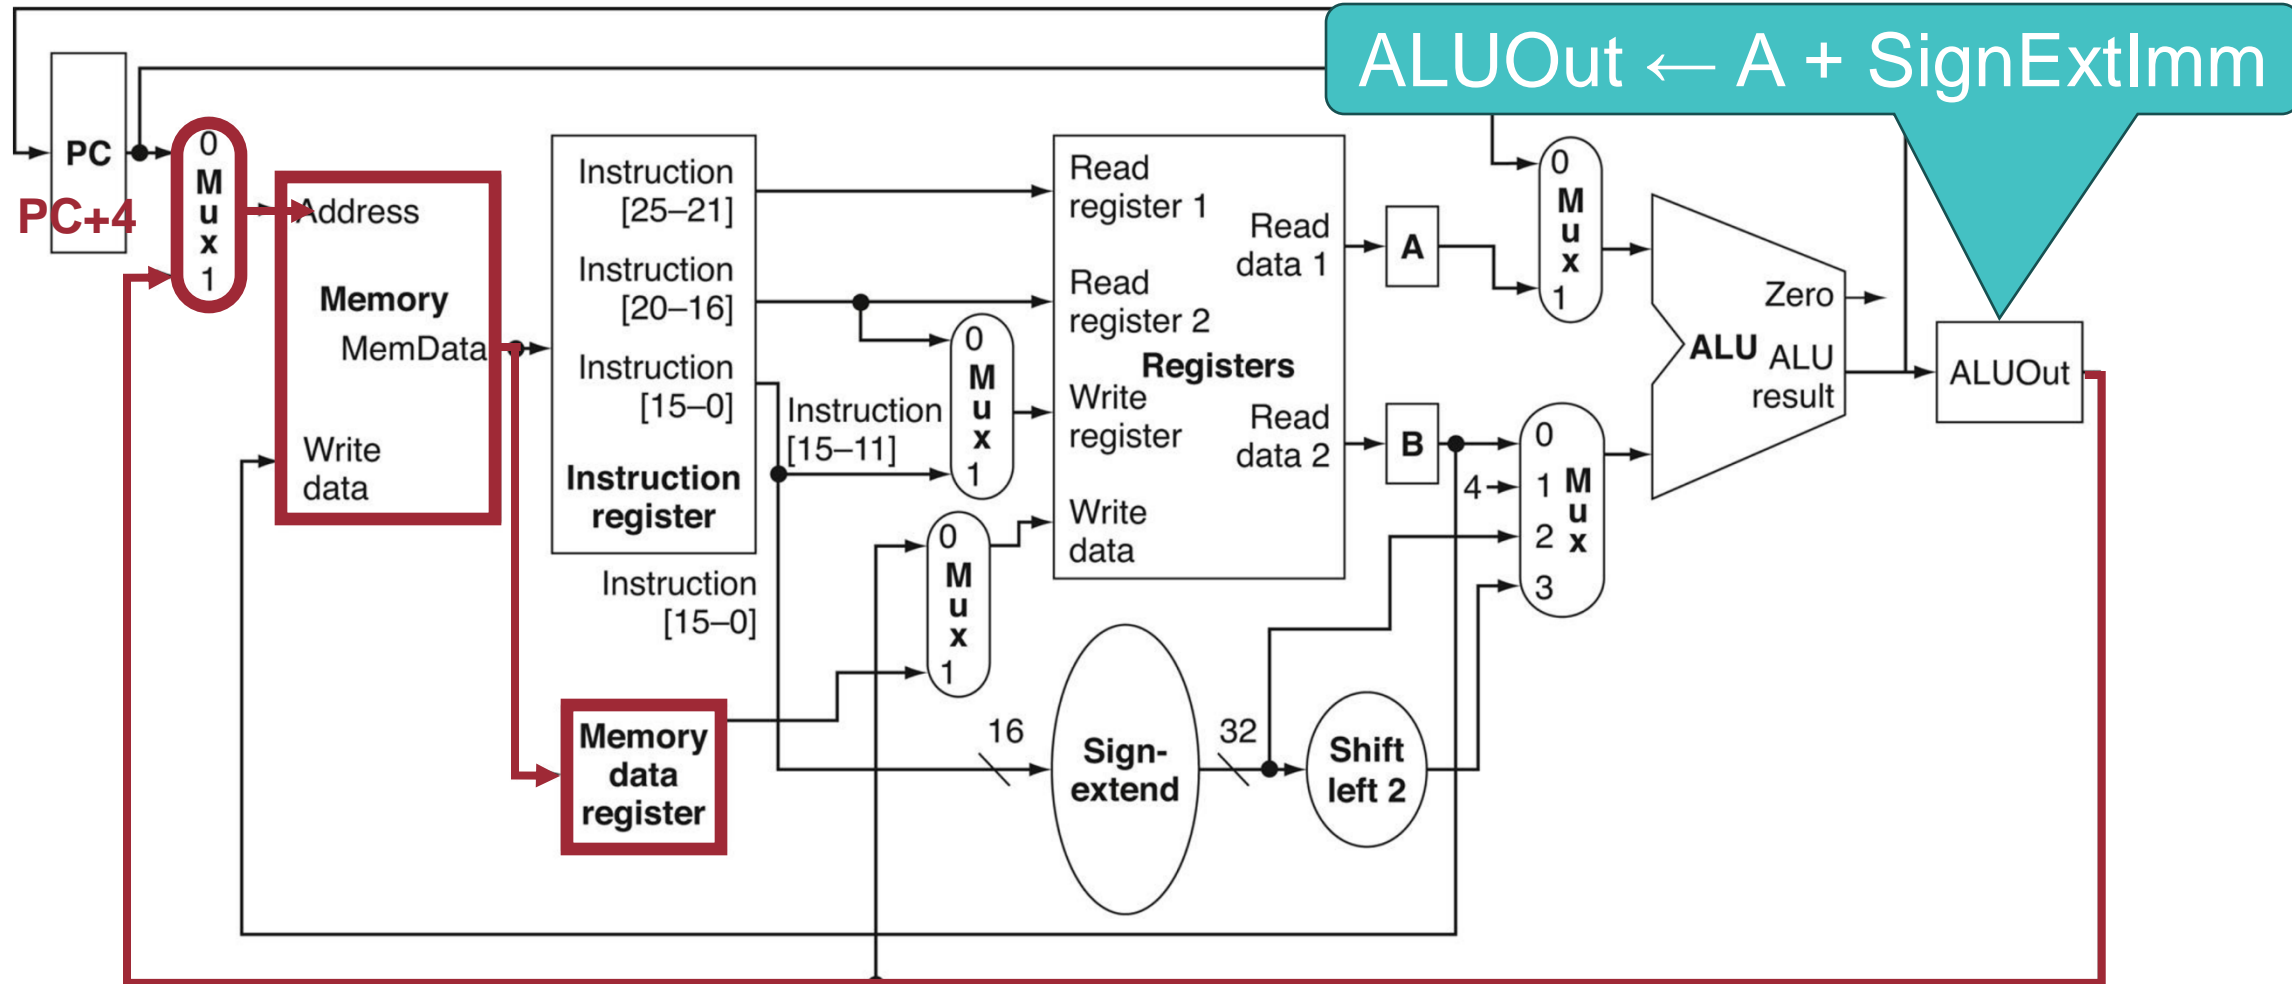 ALUOut ← A + SignExtImm
PC
PC+4
0
M
u
x
1
Address
Memory
MemData
Write
data
Instruction
[25–21]
Instruction
[20–16]
Instruction
[15–0]
Instruction
register
Instruction
[15–0]
Memory
data
register
Instruction
[15–11]
0
M
u
x
1
0
M
u
x
1
Read
register 1
Read
register 2
Registers
Write
register
Write
data
Read
data 1
Read
data 2
16
Sign-
extend
32
Shift
left 2
A
B
4
0
M
u
x
1
0
1
2
3
M
u
x
Zero
ALU
ALU
result
ALUOut